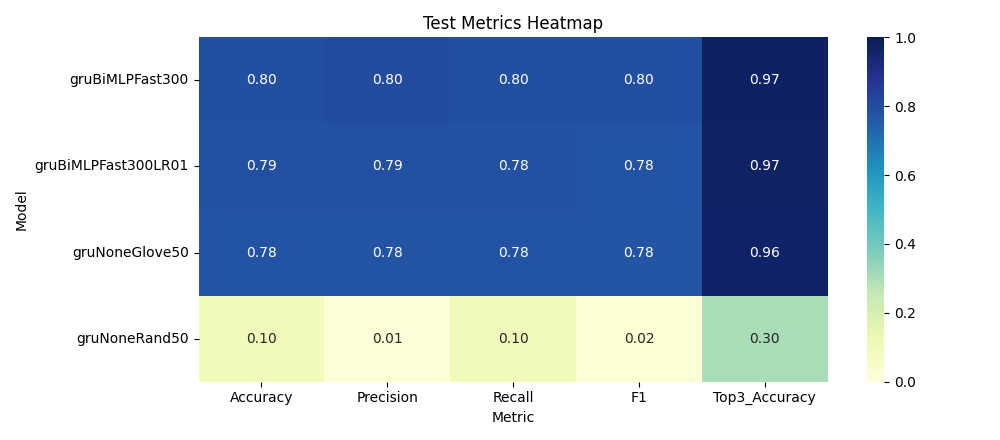 Test Metrics Heatmap
Model
gruBiMLPFast300 0.80 0.80 0.80 0.80 0.97
gruBiMLPFast300LR01 0.79 0.79 0.78 0.78 0.97
gruNoneGlove50 0.78 0.78 0.78 0.78 0.96
gruNoneRand50 0.10 0.01 0.10 0.02 0.30
Accuracy Precision Recall F1 Top3_Accuracy
Metric
1.0
0.8
0.6
0.4
0.2
0.0